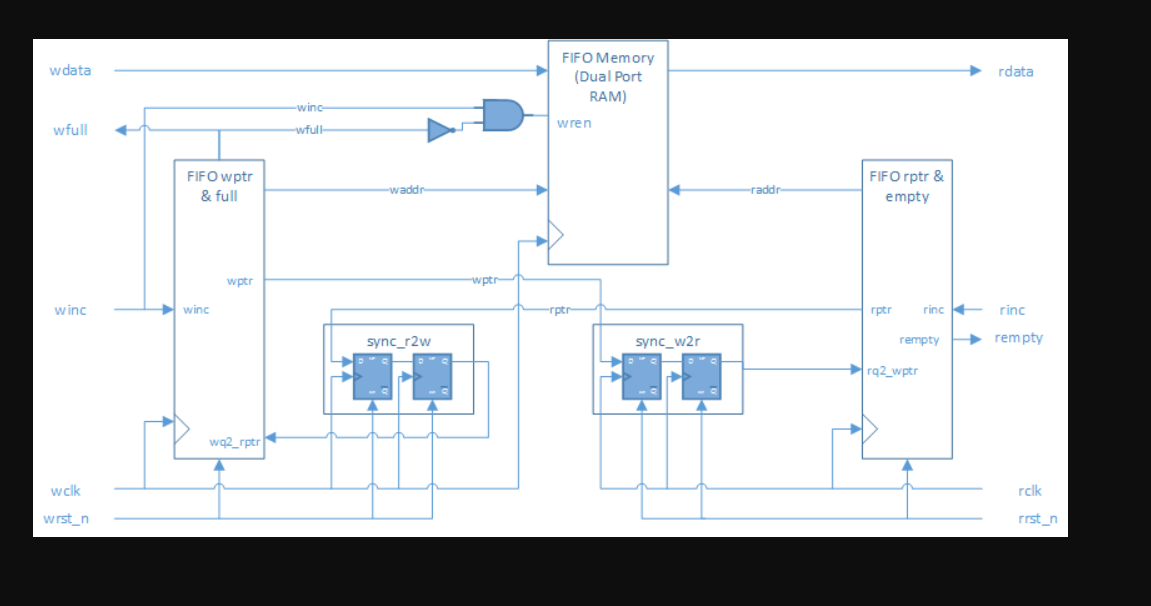 FIFO Memory
(Dual Port
RAM)
wdata
rdata
winc
wfull
wfull
wren
FIFO wptr
& full
waddr
raddr
FIFO rptr &
empty
wptr
wptr
winc
winc
rptr
rptr
rinc
rinc
rempty
rempty
sync_r2w
sync_w2r
rq2_wptr
wq2_rptr
wclk
rclk
wrst_n
rrst_n